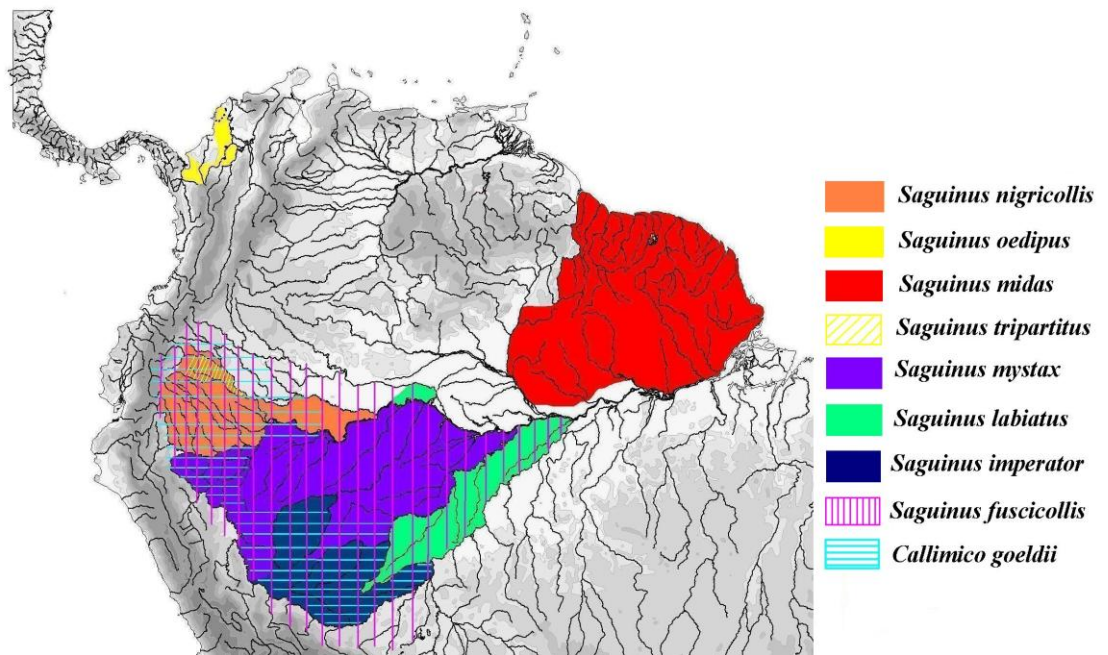 Saguinus nigricollis
Saguinus oedipus
Saguinus midas
Saguinus tripartitus
Saguinus mystax
Saguinus labiatus
Saguinus imperator
Saguinus fuscicollis
Callimico goeldii